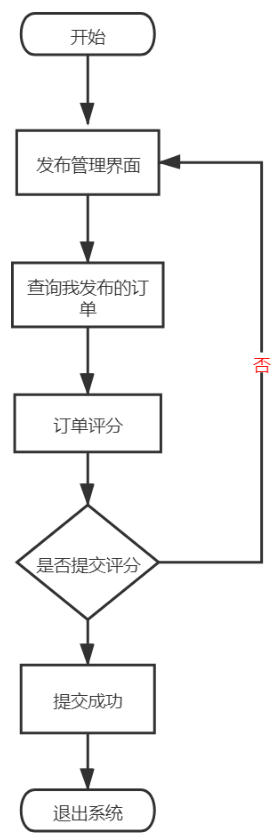 开始
发布管理界面
查询我发布的订
单
否
订单评分
是否提交评分
提交成功
退出系统